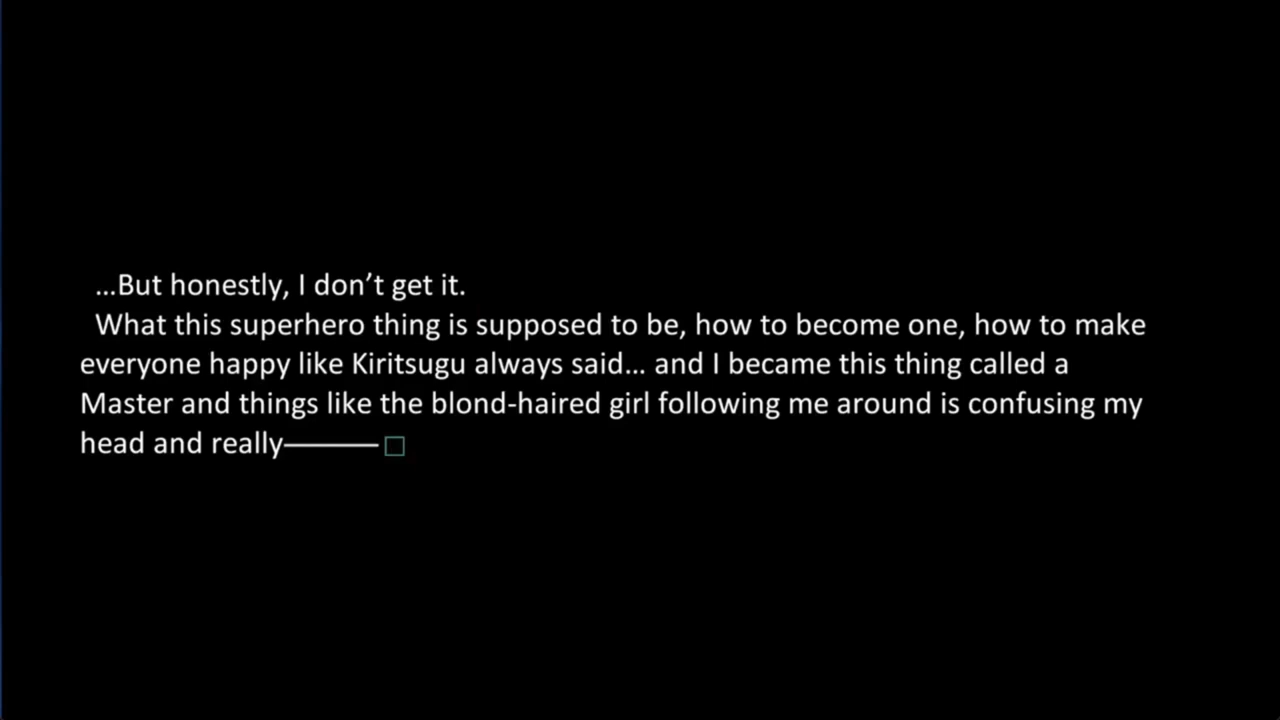 …But honestly, I don’t get it.
What this superhero thing is supposed to be, how to become one, how to make
everyone happy like Kiritsugu always said… and I became this thing called a
Master and things like the blond-haired girl following me around is confusing my
head and really―――